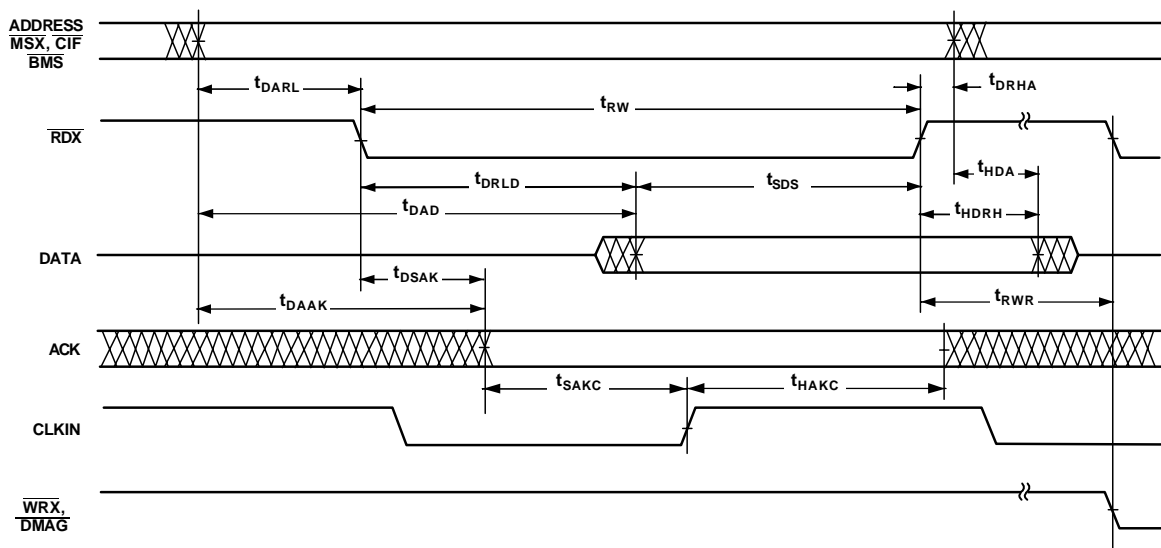 ADDRESS
MSX, CIF
BMS
tDARL
tDRHA
tRW
RDX
tHDA
tDRLD
tSDS
tDAD
tHDRH
DATA
tDSAK
tDAAK
tRWR
ACK
tSAKC
tHAKC
CLKIN
WRX,
DMAG